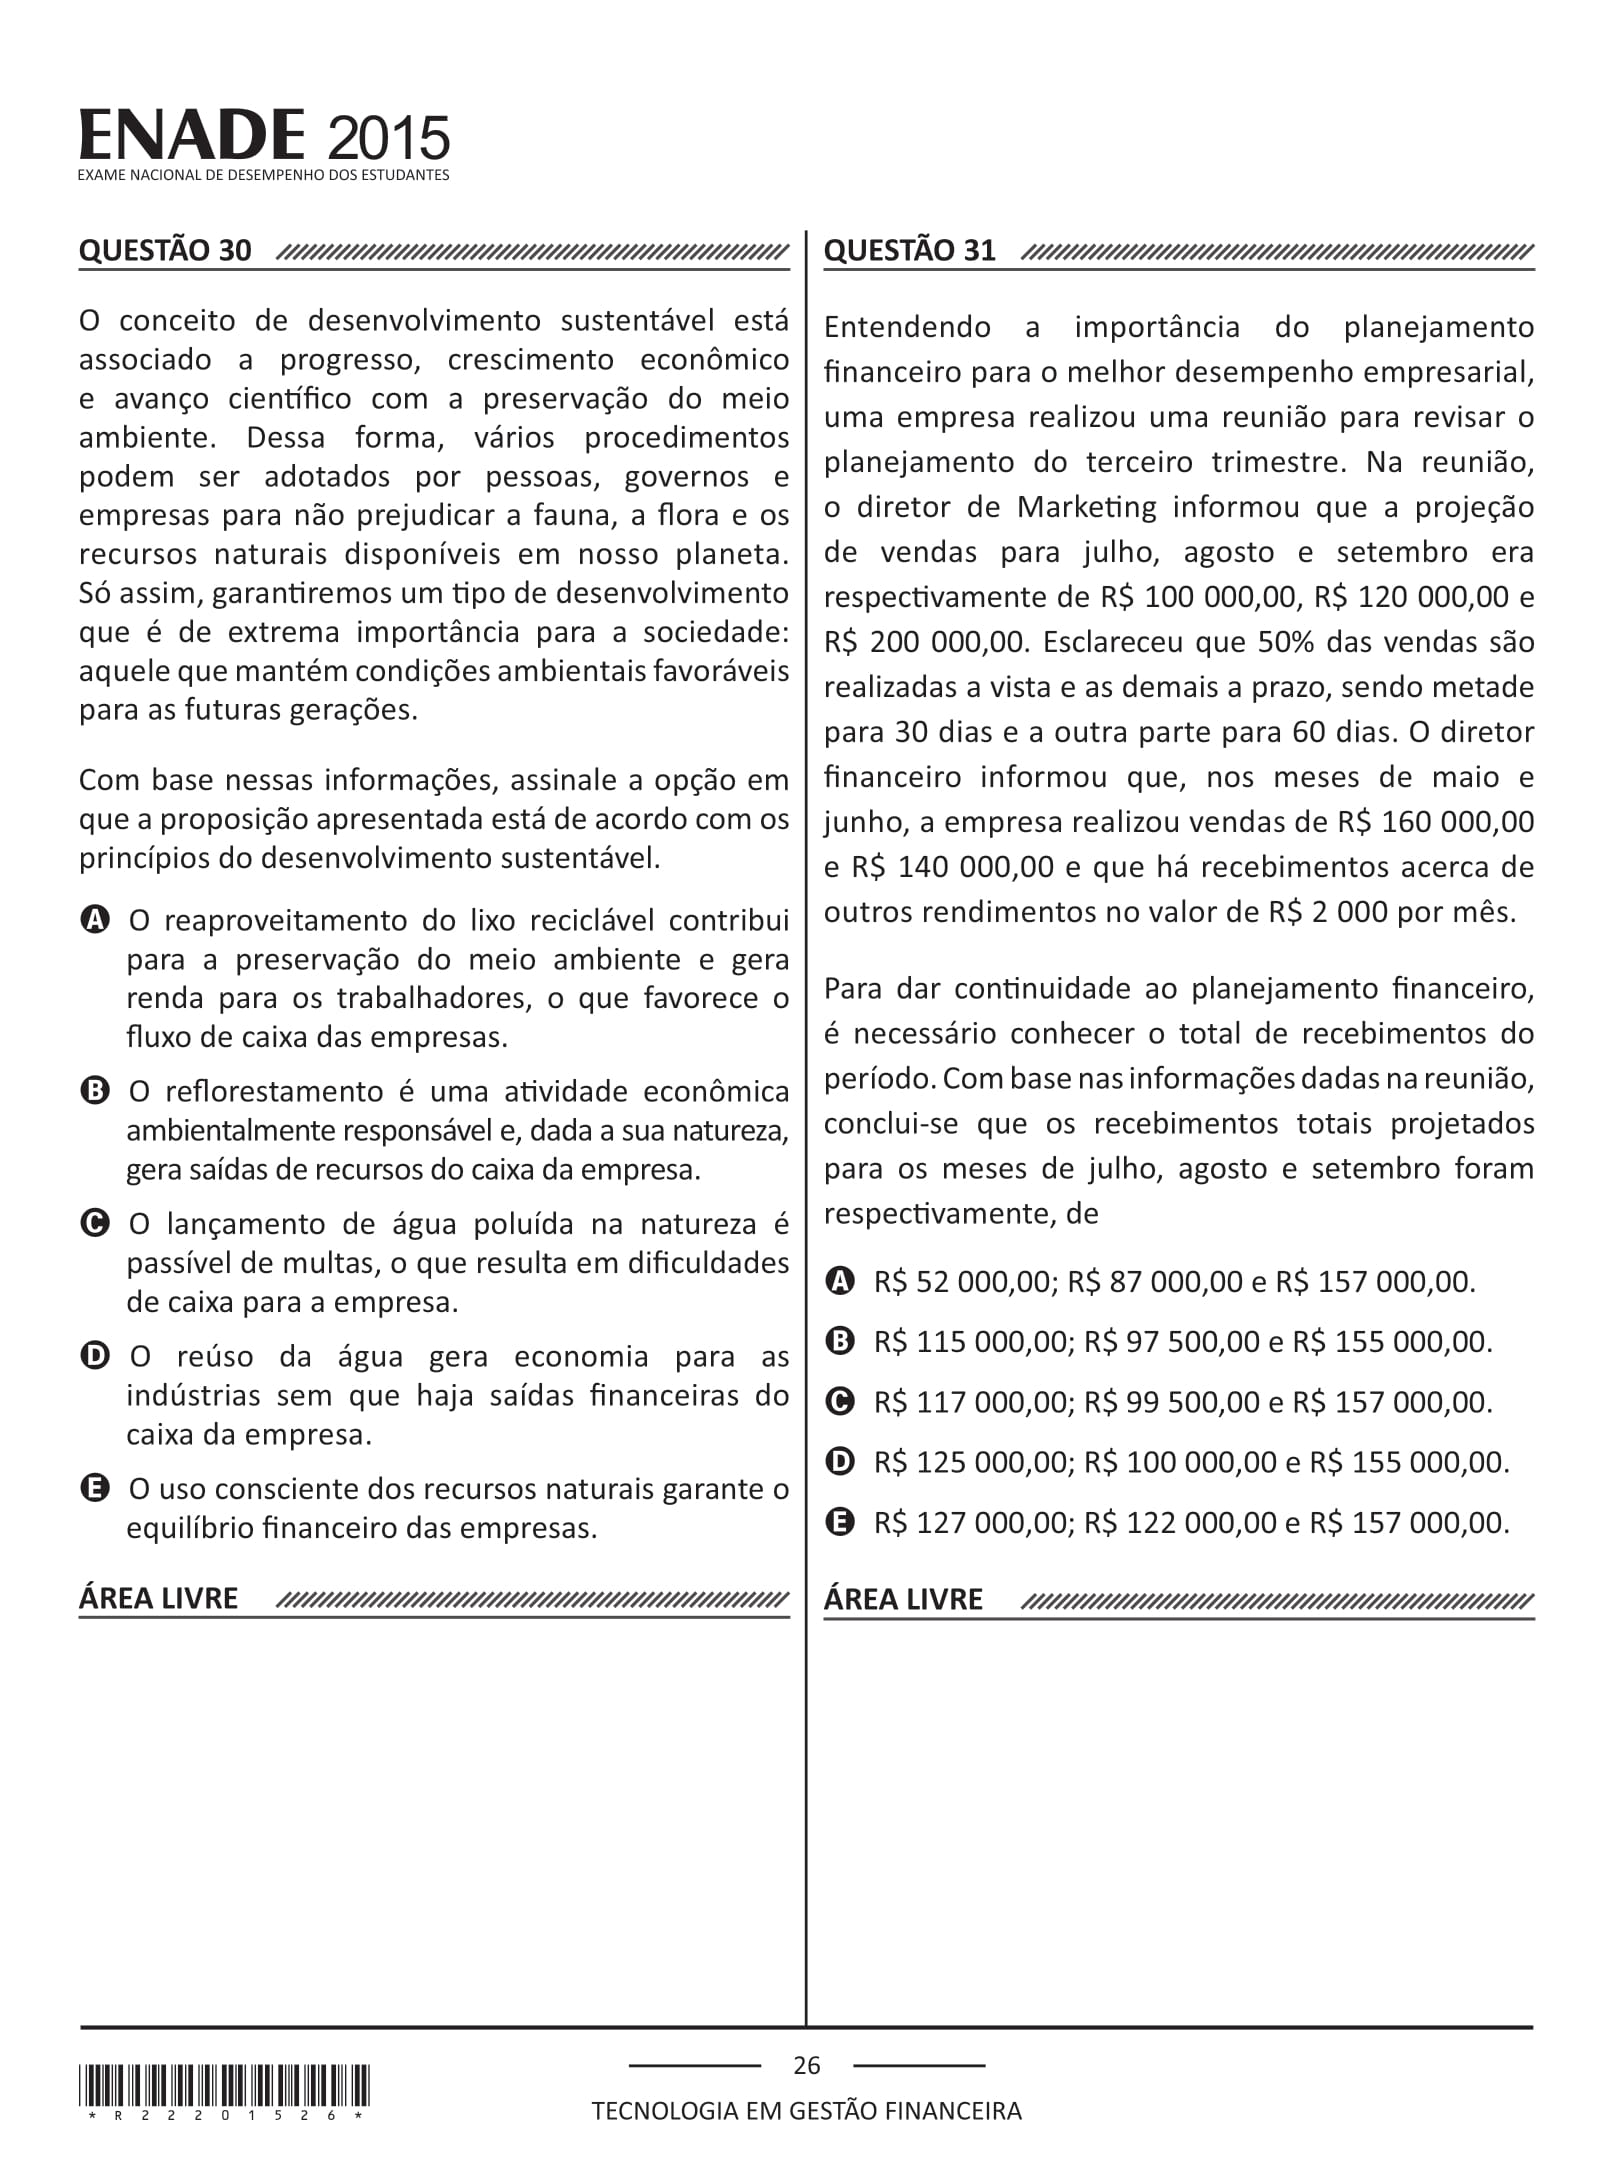 ENADE 2015
EXAME NACIONAL DE DESEMPENHO DOS ESTUDANTES
QUESTÃO 30
O conceito de desenvolvimento sustentável está
associado a progresso, crescimento econômico
e avanço científico com a preservação do meio
ambiente. Dessa forma, vários procedimentos
podem ser adotados por pessoas, governos e
empresas para não prejudicar a fauna, a flora e os
recursos naturais disponíveis em nosso planeta.
Só assim, garantiremos um tipo de desenvolvimento
que é de extrema importância para a sociedade:
aquele que mantém condições ambientais favoráveis
para as futuras gerações.
Com base nessas informações, assinale a opção em
que a proposição apresentada está de acordo com os
princípios do desenvolvimento sustentável.
A O reaproveitamento do lixo reciclável contribui
para a preservação do meio ambiente e gera
renda para os trabalhadores, o que favorece o
fluxo de caixa das empresas.
B O reflorestamento é uma atividade econômica
ambientalmente responsável e, dada a sua natureza,
gera saídas de recursos do caixa da empresa.
C O lançamento de água poluída na natureza é
passível de multas, o que resulta em dificuldades
de caixa para a empresa.
D O reúso da água gera economia para as
indústrias sem que haja saídas financeiras do
caixa da empresa.
E O uso consciente dos recursos naturais garante o
equilíbrio financeiro das empresas.
ÁREA LIVRE
QUESTÃO 31
Entendendo a importância do planejamento
financeiro para o melhor desempenho empresarial,
uma empresa realizou uma reunião para revisar o
planejamento do terceiro trimestre. Na reunião,
o diretor de Marketing informou que a projeção
de vendas para julho, agosto e setembro era
respectivamente de R$ 100 000,00, R$ 120 000,00 e
R$ 200 000,00. Esclareceu que 50% das vendas são
realizadas a vista e as demais a prazo, sendo metade
para 30 dias e a outra parte para 60 dias. O diretor
financeiro informou que, nos meses de maio e
junho, a empresa realizou vendas de R$ 160 000,00
e R$ 140 000,00 e que há recebimentos acerca de
outros rendimentos no valor de R$ 2 000 por mês.
Para dar continuidade ao planejamento financeiro,
é necessário conhecer o total de recebimentos do
período. Com base nas informações dadas na reunião,
conclui-se que os recebimentos totais projetados
para os meses de julho, agosto e setembro foram
respectivamente, de
A R$ 52 000,00; R$ 87 000,00 e R$ 157 000,00.
B R$ 115 000,00; R$ 97 500,00 e R$ 155 000,00.
C R$ 117 000,00; R$ 99 500,00 e R$ 157 000,00.
D R$ 125 000,00; R$ 100 000,00 e R$ 155 000,00.
E R$ 127 000,00; R$ 122 000,00 e R$ 157 000,00.
ÁREA LIVRE
*R22201526*
26
TECNOLOGIA EM GESTÃO FINANCEIRA